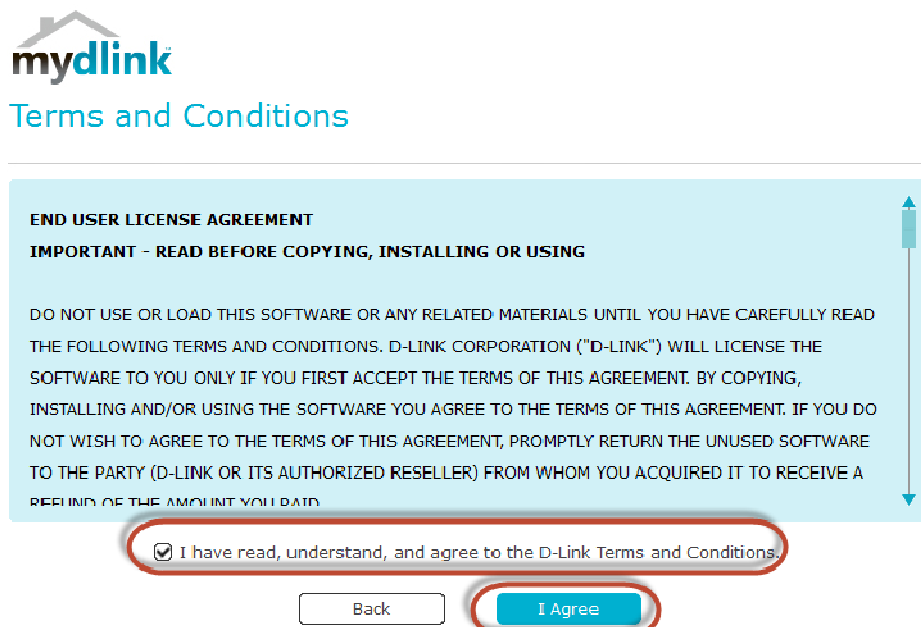 mydlink
Terms and Conditions
END USER LICENSE AGREEMENT
IMPORTANT - READ BEFORE COPYING, INSTALLING OR USING
DO NOT USE OR LOAD THIS SOFTWARE OR ANY RELATED MATERIALS UNTIL YOU HAVE CAREFULLY READ
THE FOLLOWING TERMS AND CONDITIONS. D-LINK CORPORATION ("D-LINK") WILL LICENSE THE
SOFTWARE TO YOU ONLY IF YOU FIRST ACCEPT THE TERMS OF THIS AGREEMENT. BY COPYING,
INSTALLING AND/OR USING THE SOFTWARE YOU AGREE TO THE TERMS OF THIS AGREEMENT. IF YOU DO
NOT WISH TO AGREE TO THE TERMS OF THIS AGREEMENT, PROMPTLY RETURN THE UNUSED SOFTWARE
TO THE PARTY (D-LINK OR ITS AUTHORIZED RESELLER) FROM WHOM YOU ACQUIRED IT TO RECEIVE A
REFUND OF THE AMOUNT YOU PAID
I have read, understand, and agree to the D-Link Terms and Conditions.
Back
I Agree